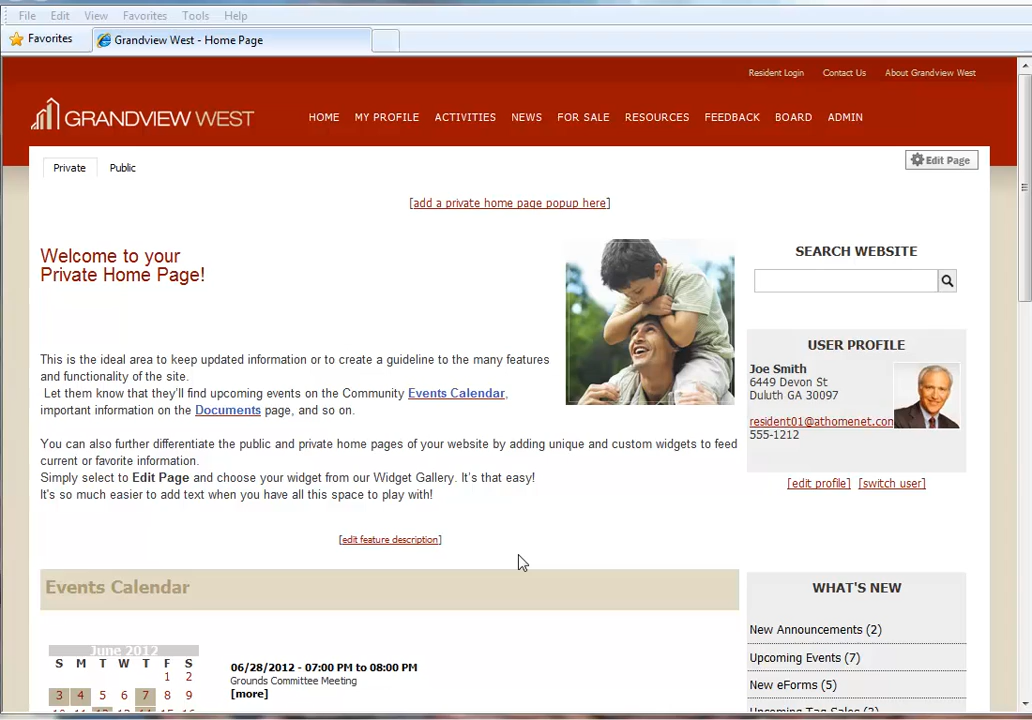 File Edit View Favorites Tools Help
Favorites Grandview West - Home Page
Resident Login Contact Us About Grandview West
GRANDVIEW WEST
HOME MY PROFILE ACTIVITIES NEWS FOR SALE RESOURCES FEEDBACK BOARD ADMIN
Private Public
Edit Page
[add a private home page popup here]
Welcome to your
Private Home Page!
This is the ideal area to keep updated information or to create a guideline to the many features
and functionality of the site.
Let them know that they'll find upcoming events on the Community Events Calendar,
important information on the Documents page, and so on.
You can also further differentiate the public and private home pages of your website by adding unique and custom widgets to feed
current or favorite information.
Simply select to Edit Page and choose your widget from our Widget Gallery. It's that easy!
It's so much easier to add text when you have all this space to play with!
[edit feature description]
SEARCH WEBSITE
USER PROFILE
Joe Smith
6449 Devon St
Duluth GA 30097
resident01@athomenet.com
555-1212
[edit profile] [switch user]
Events Calendar
June 2012
S M T W T F S
1 2
3 4 5 6 7 8 9
06/28/2012 - 07:00 PM to 08:00 PM
Grounds Committee Meeting
[more]
WHAT'S NEW
New Announcements (2)
Upcoming Events (7)
New eForms (5)